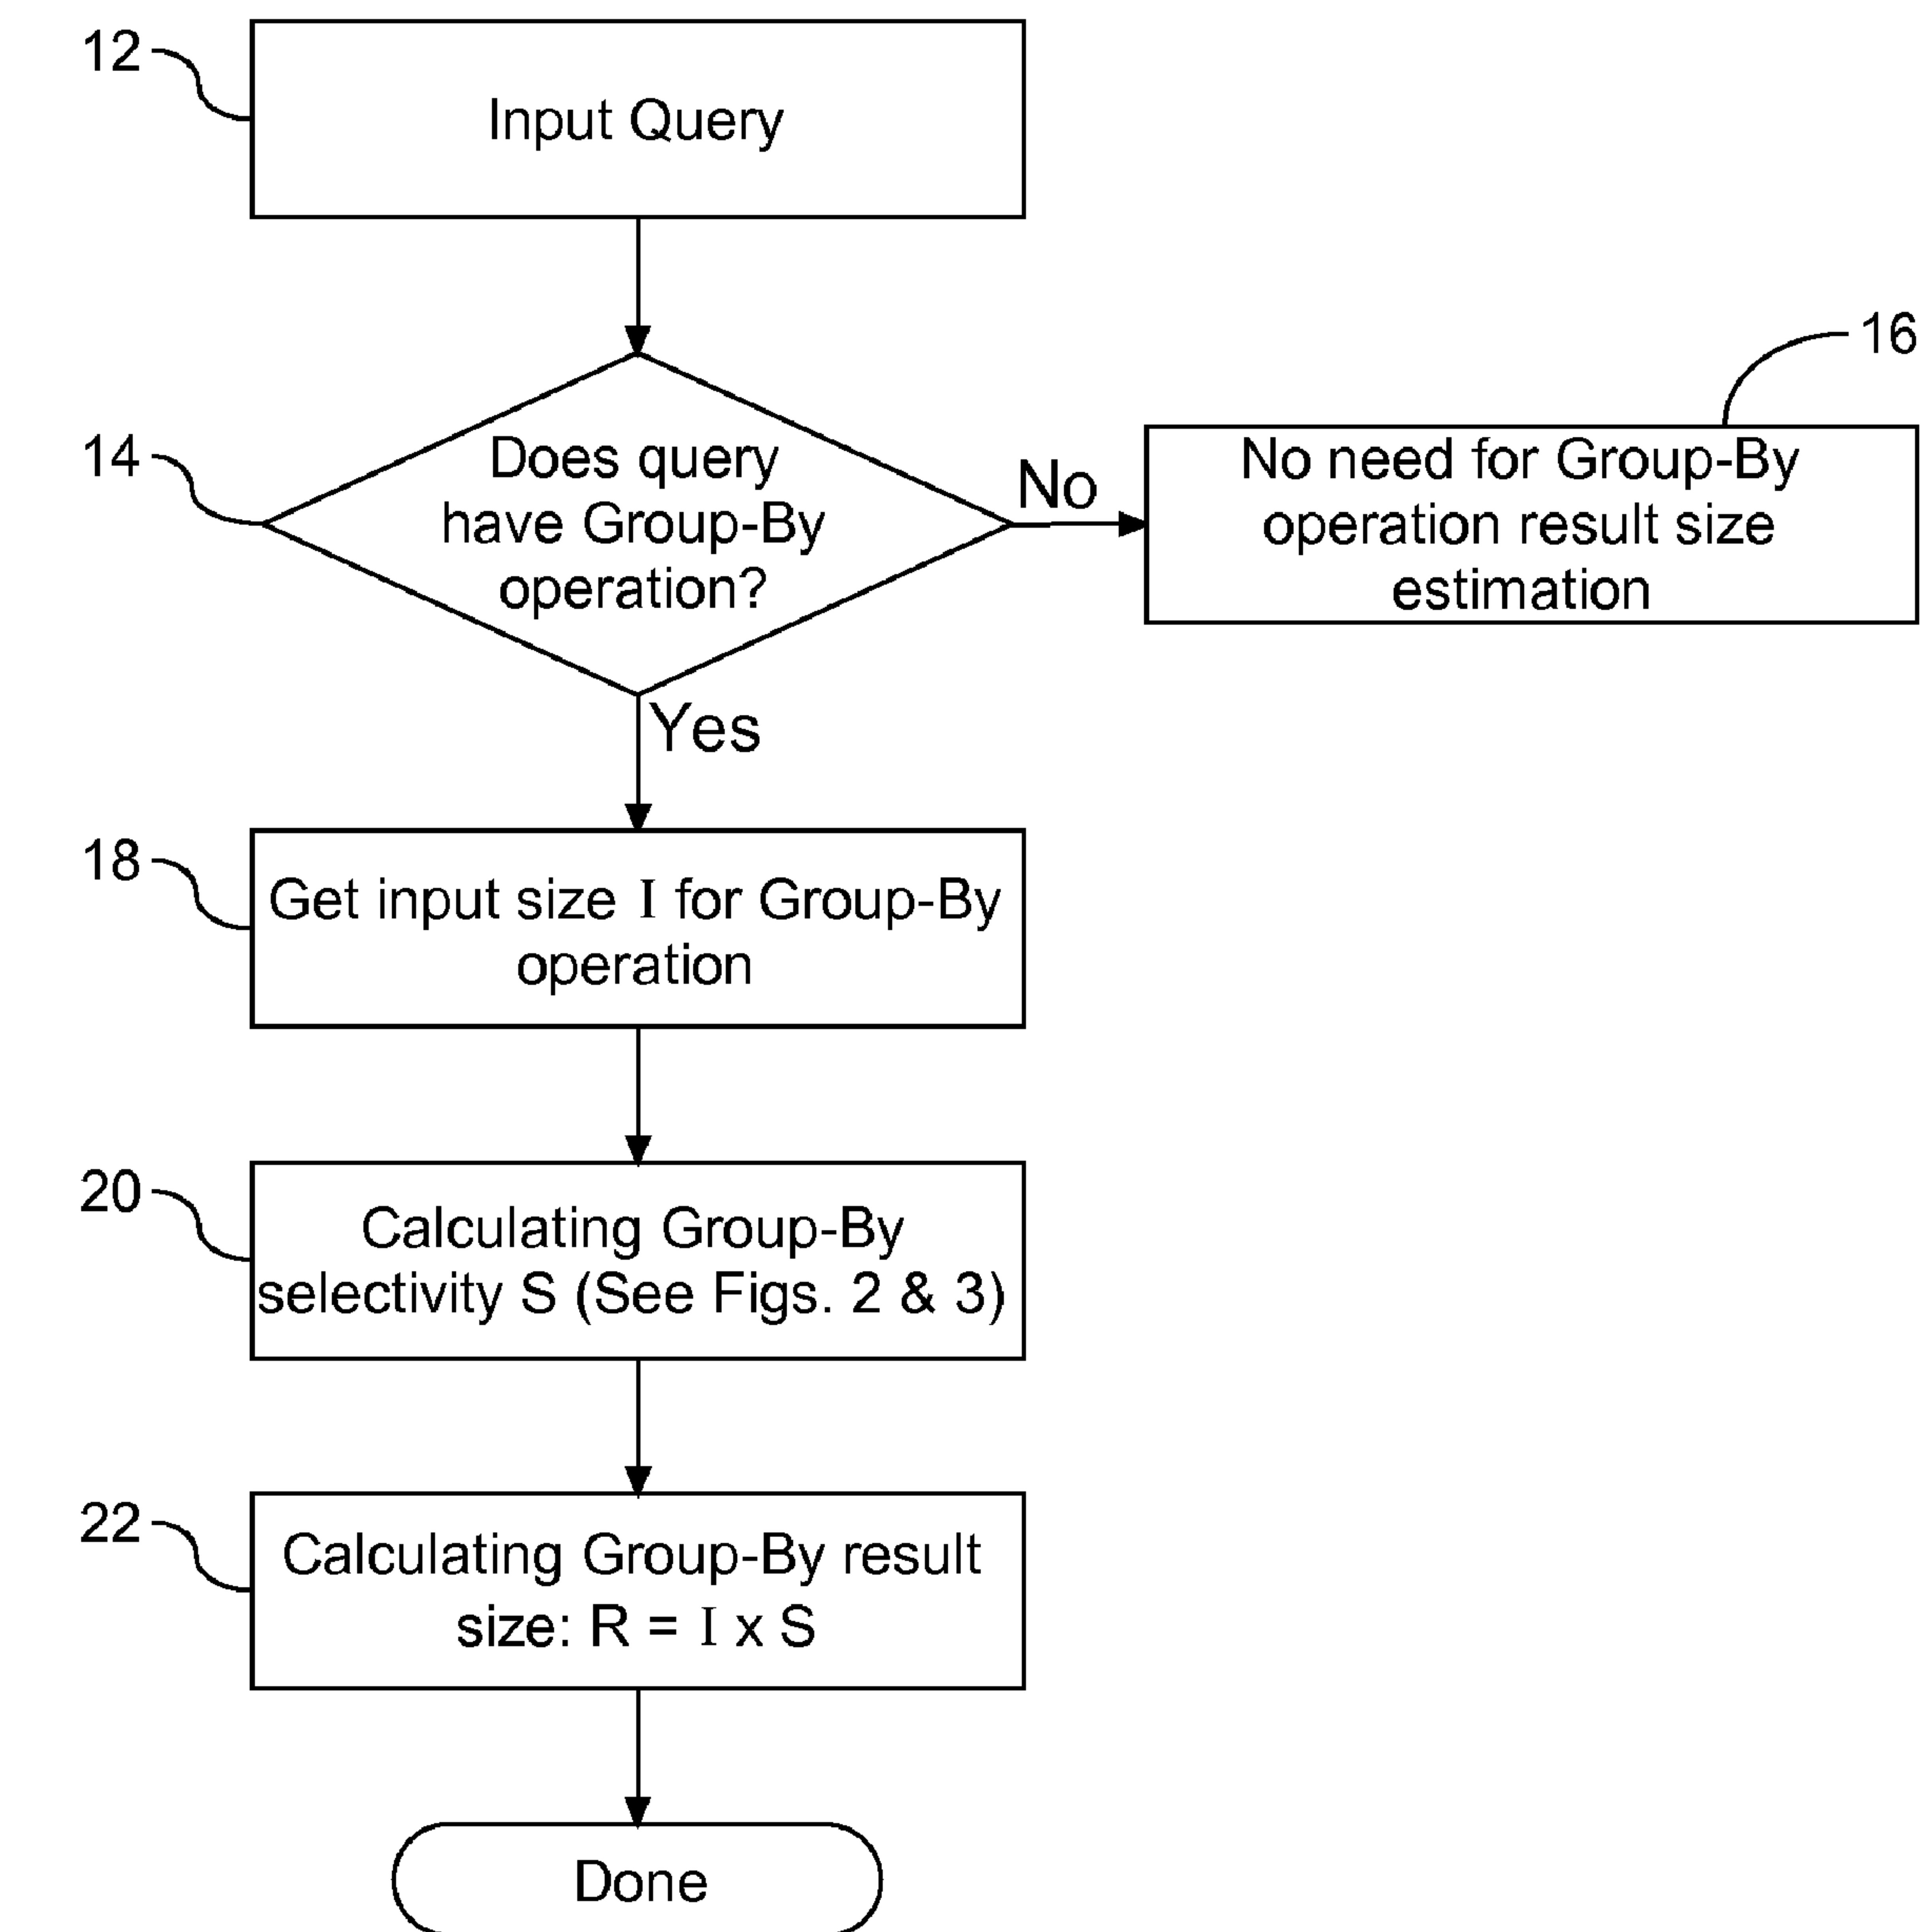 12
Input Query
16
14
Does query
have Group-By
operation?
No
No need for Group-By
operation result size
estimation
Yes
18
Get input size I for Group-By
operation
20
Calculating Group-By
selectivity S (See Figs. 2 & 3)
22
Calculating Group-By result
size: R = I x S
Done